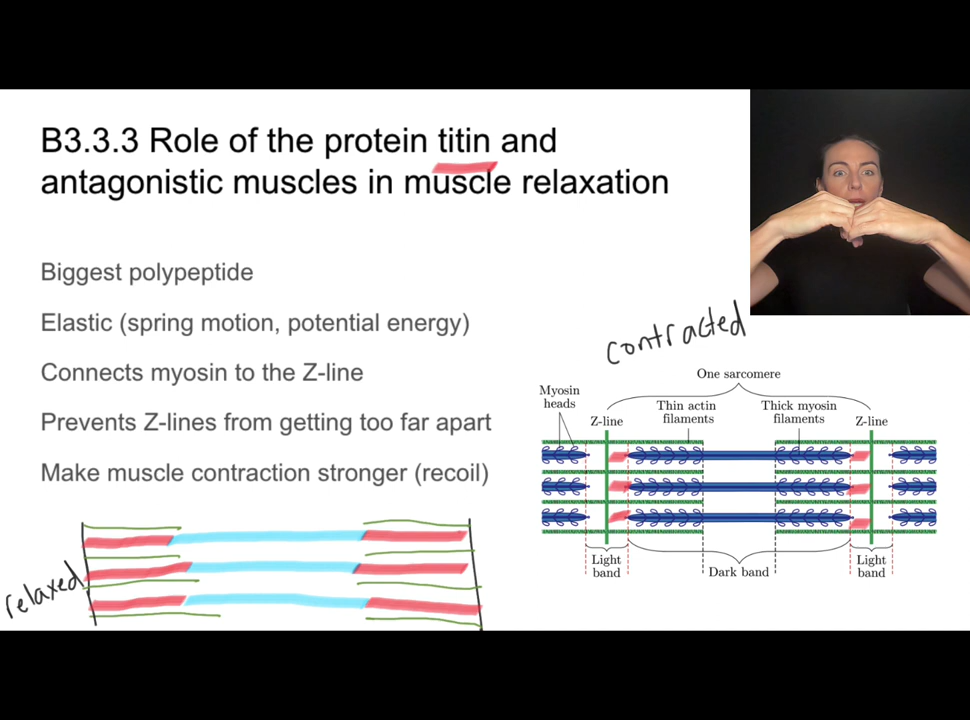 B3.3.3 Role of the protein titin and
antagonistic muscles in muscle relaxation
Biggest polypeptide
Elastic (spring motion, potential energy)
Connects myosin to the Z-line
Prevents Z-lines from getting too far apart
Make muscle contraction stronger (recoil)
relaxed
contracted
One sarcomere
Myosin
heads
Z-line
Thin actin
filaments
Thick myosin
filaments
Z-line
Light
band
Dark band
Light
band